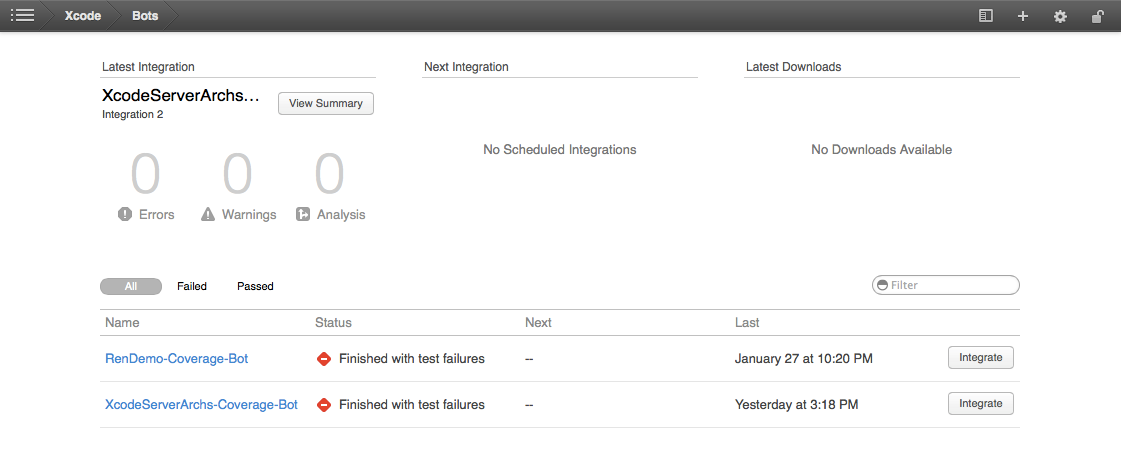 Xcode Bots
Latest Integration Next Integration Latest Downloads
XcodeServerArchs… View Summary
Integration 2
No Scheduled Integrations No Downloads Available
0 0 0
Errors Warnings Analysis
All Failed Passed Filter
Name Status Next Last
RenDemo-Coverage-Bot Finished with test failures -- January 27 at 10:20 PM Integrate
XcodeServerArchs-Coverage-Bot Finished with test failures -- Yesterday at 3:18 PM Integrate